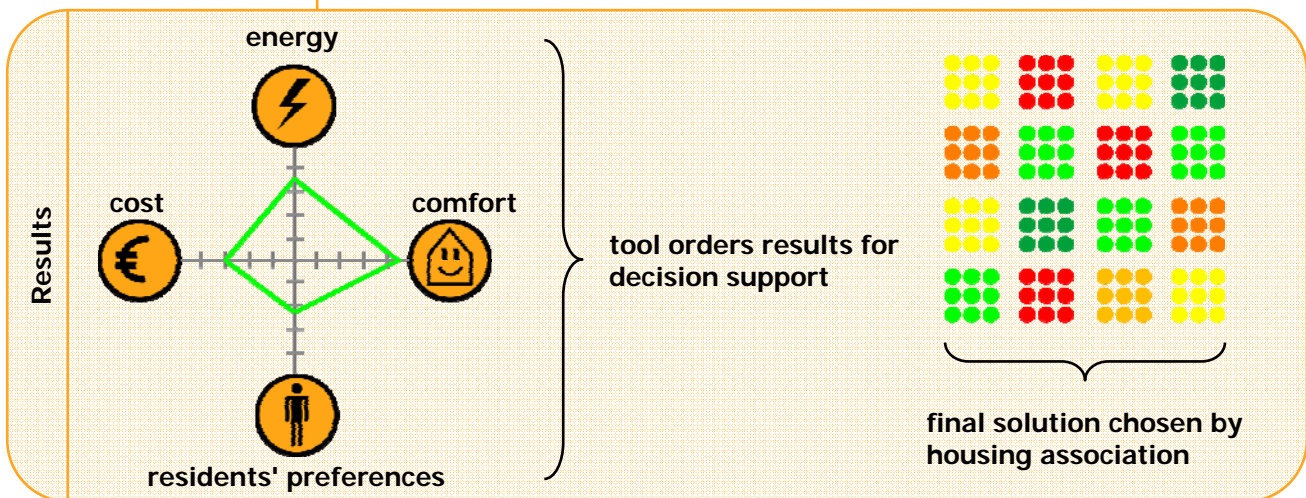 energy
cost
comfort
€
residents' preferences
Results
tool orders results for
decision support
final solution chosen by
housing association